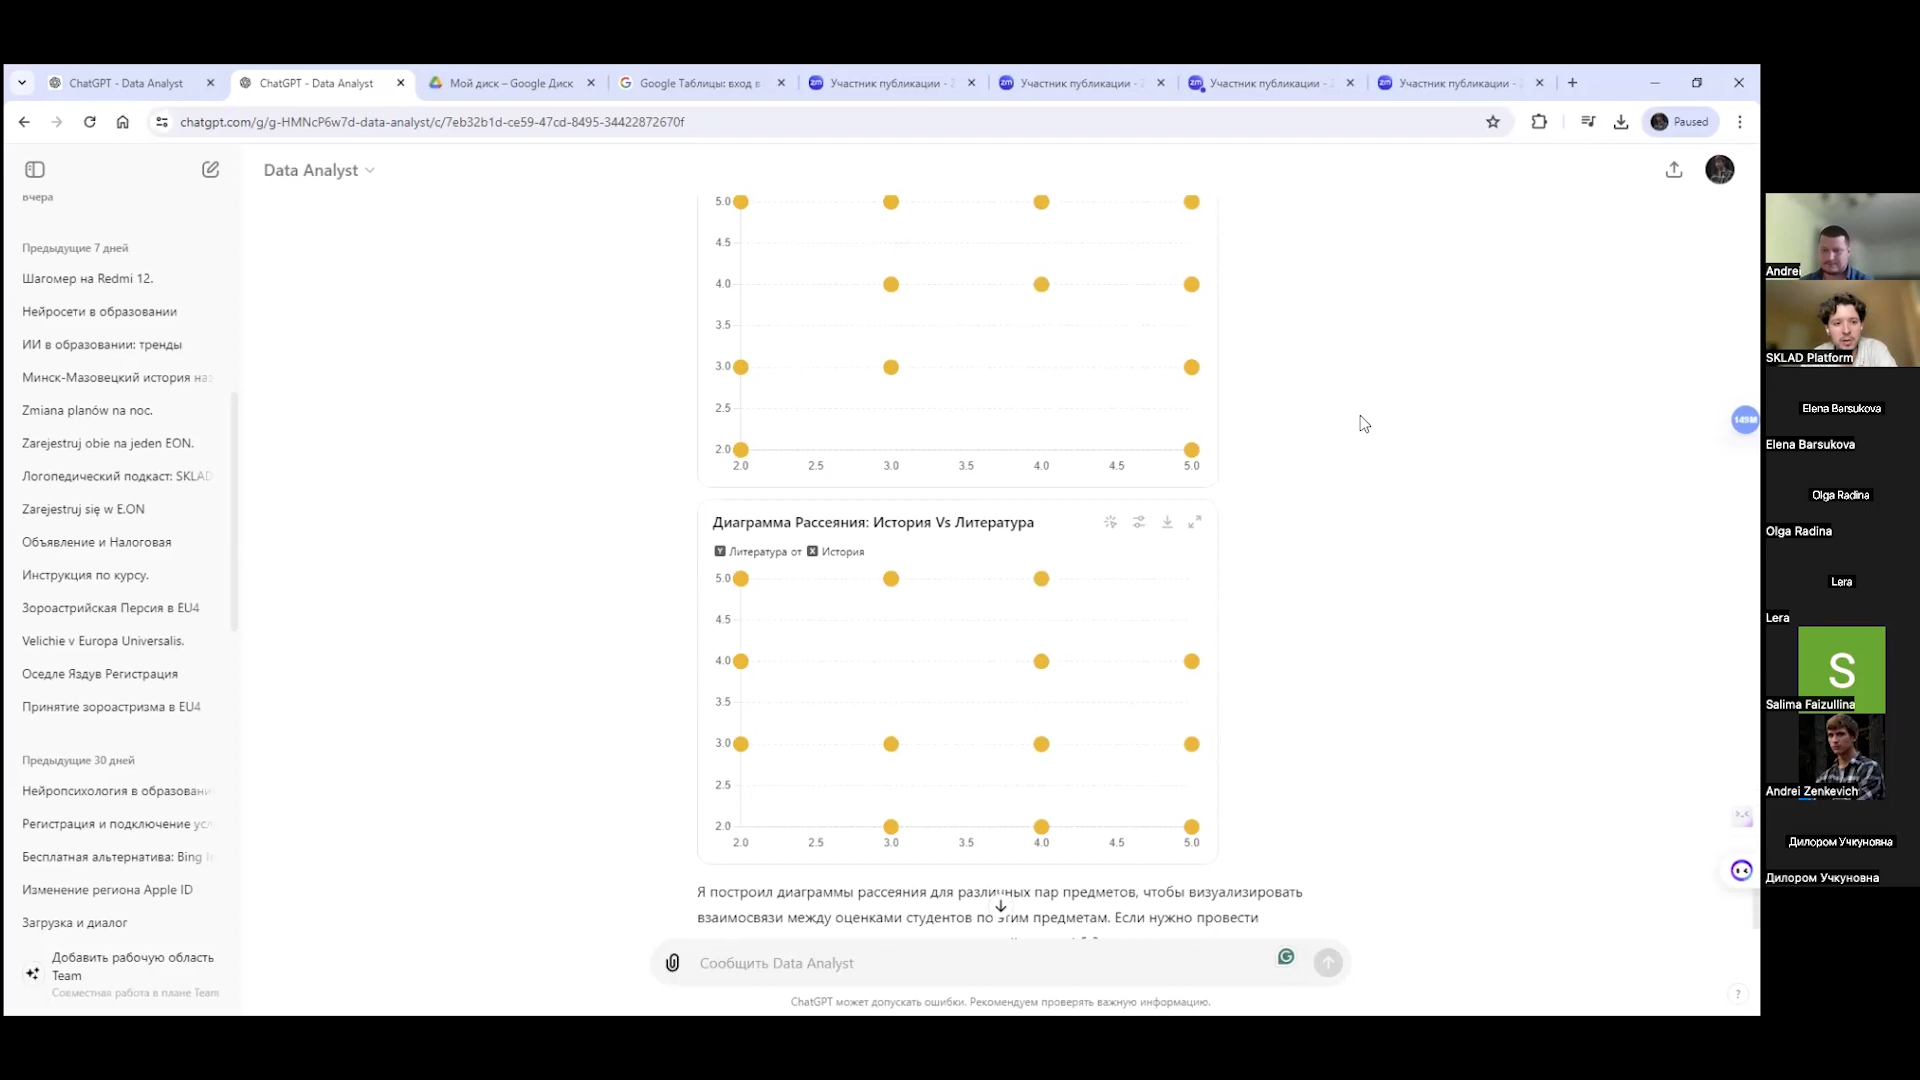 ChatGPT - Data Analyst
ChatGPT - Data Analyst
Мой диск – Google Диск
Google Таблицы: вход в
Участник публикации - 2
Участник публикации - 2
Участник публикации - 2
Участник публикации - 2
chatgpt.com/g/g-HMNcP6w7d-data-analyst/c/7eb32b1d-ce59-47cd-8495-34422872670f
Paused
Data Analyst
вчера
Предыдущие 7 дней
Шагомер на Redmi 12.
Нейросети в образовании
ИИ в образовании: тренды
Минск-Мазовецкий история наз
Zmiana planów na noc.
Zarejestruj obie na jeden EON.
Логопедический подкаст: SKLAD
Zarejestruj się w E.ON
Объявление и Налоговая
Инструкция по курсу.
Зороастрийская Персия в EU4
Velichie v Europa Universalis.
Оседле Яздув Регистрация
Принятие зороастризма в EU4
Предыдущие 30 дней
Нейропсихология в образовани
Регистрация и подключение усл
Бесплатная альтернатива: Bing I
Изменение региона Apple ID
Загрузка и диалог
Добавить рабочую область
Team
Совместная работа в плане Team
5.0
4.5
4.0
3.5
3.0
2.5
2.0
2.0 2.5 3.0 3.5 4.0 4.5 5.0
Диаграмма Рассеяния: История Vs Литература
Y Литература от X История
5.0
4.5
4.0
3.5
3.0
2.5
2.0
2.0 2.5 3.0 3.5 4.0 4.5 5.0
Я построил диаграммы рассеяния для различных пар предметов, чтобы визуализировать
взаимосвязи между оценками студентов по этим предметам. Если нужно провести
Сообщить Data Analyst
ChatGPT может допускать ошибки. Рекомендуем проверять важную информацию.
?
149M
Andrei
SKLAD Platform
Elena Barsukova
Elena Barsukova
Olga Radina
Olga Radina
Lera
Lera
S
Salima Faizullina
Andrei Zenkevich
Дилором Учкуновна
Дилором Учкуновна